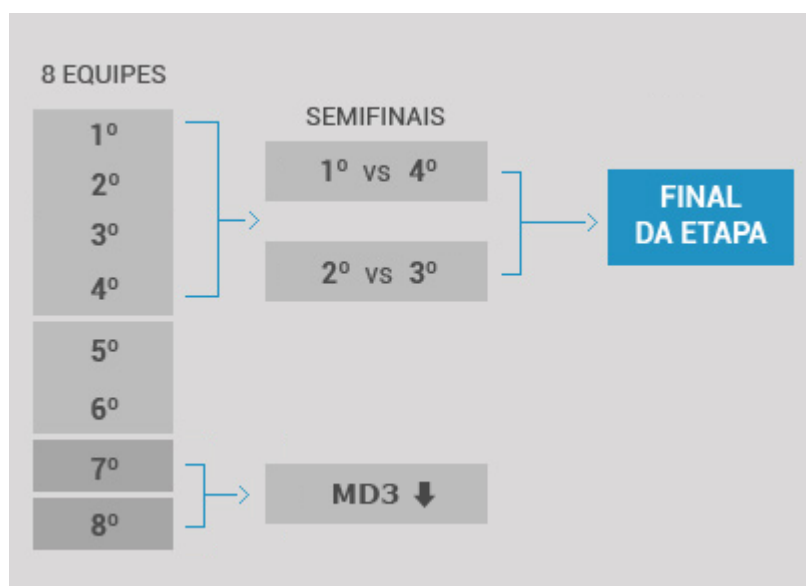 8 EQUIPES
1º
2º
3º
4º
5º
6º
7º
8º
SEMIFINAIS
1º vs 4º
2º vs 3º
MD3
FINAL
DA ETAPA